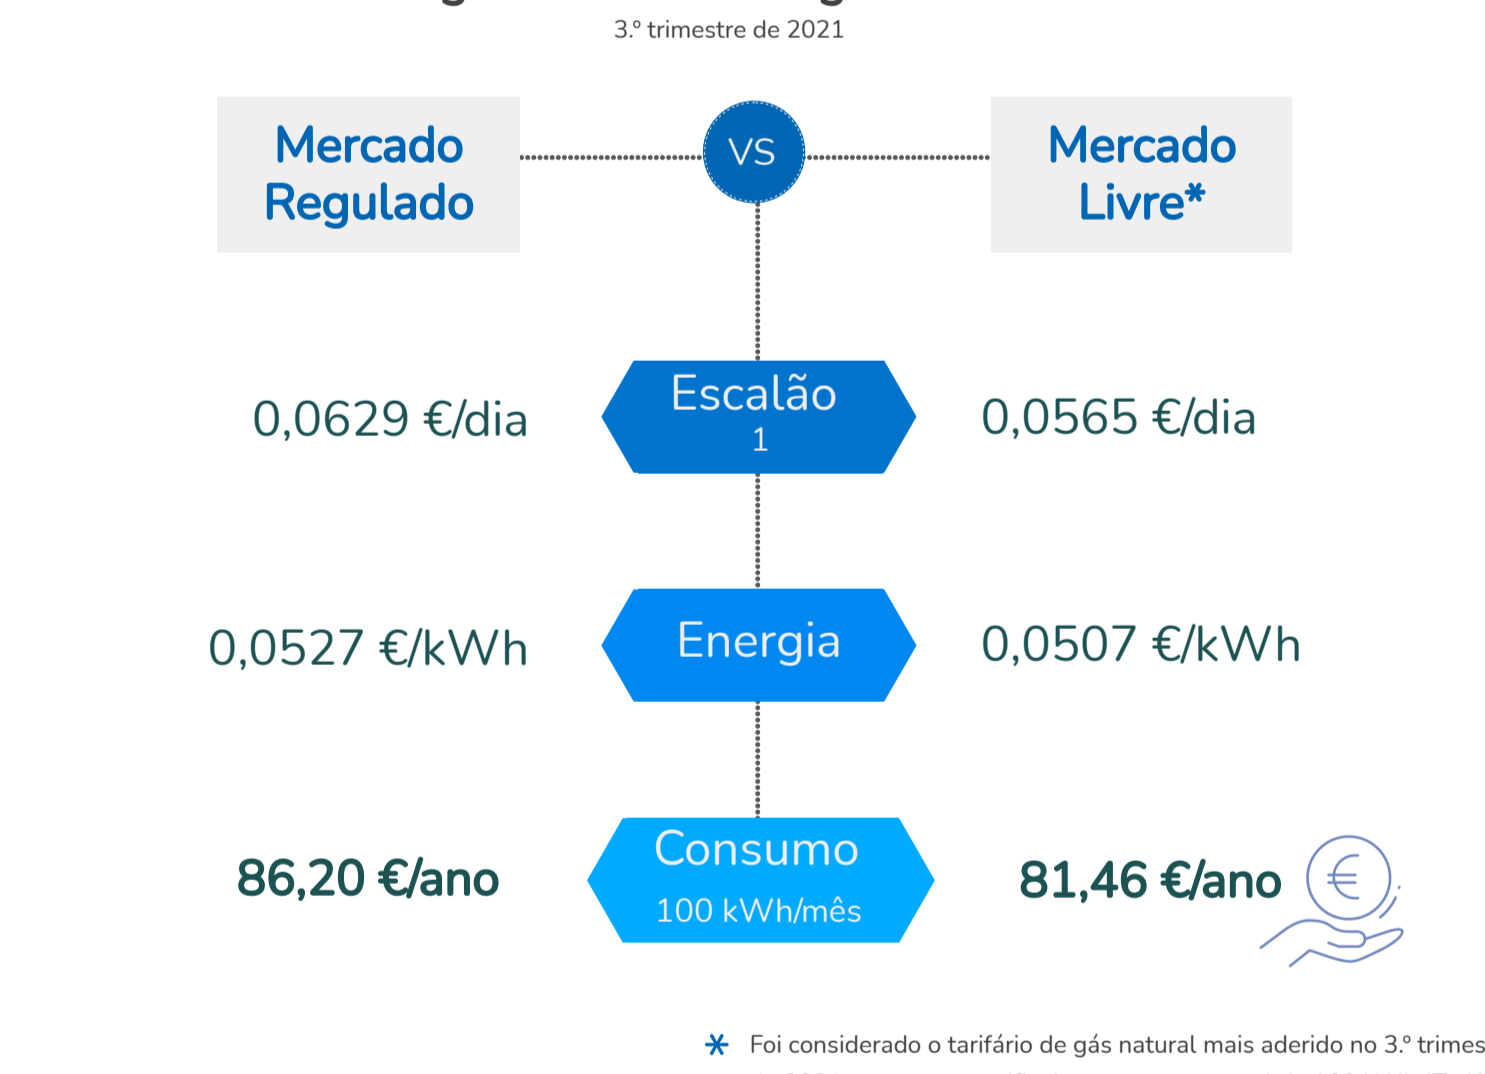 3.º trimestre de 2021
Mercado
Regulado
VS
Mercado
Livre*
0,0629 €/dia
Escalão
1
0,0565 €/dia
0,0527 €/kWh
Energia
0,0507 €/kWh
86,20 €/ano
Consumo
100 kWh/mês
81,46 €/ano
€
* Foi considerado o tarifário de gás natural mais aderido no 3.º trimes